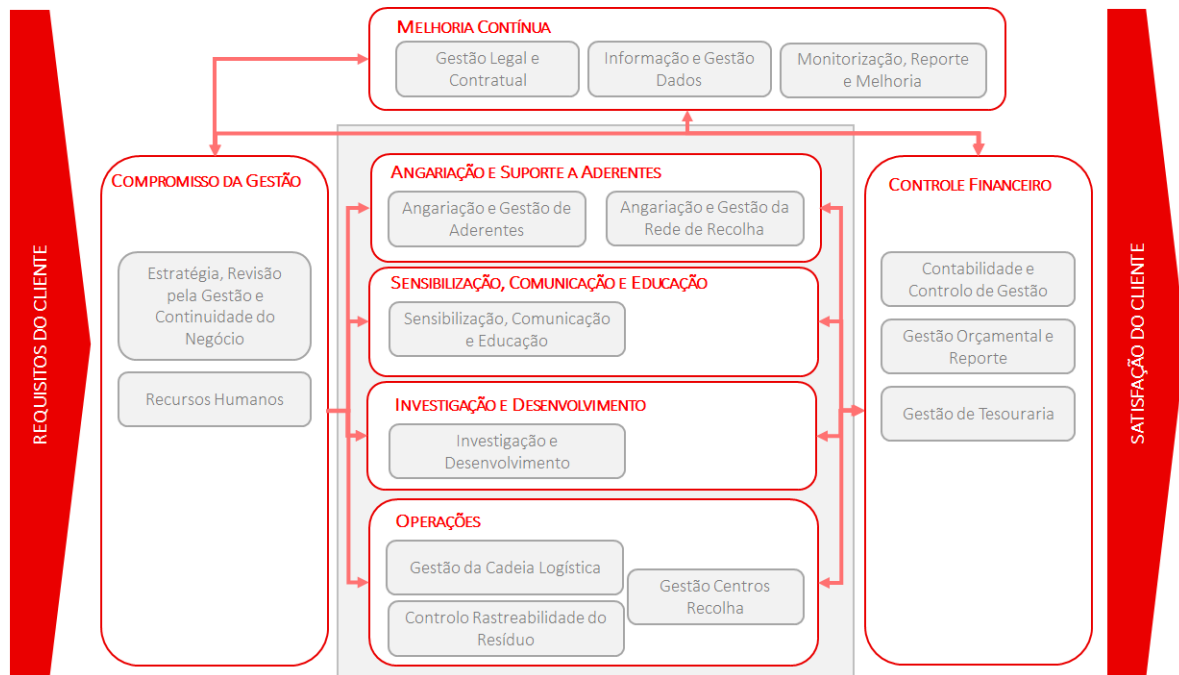 REQUISITOS DO CLIENTE
MELHORIA CONTÍNUA
Gestão Legal e
Contratual
Informação e Gestão
Dados
Monitorização, Reporte
e Melhoria
COMPROMISSO DA GESTÃO
Estratégia, Revisão
pela Gestão e
Continuidade do
Negócio
Recursos Humanos
ANGARIAÇÃO E SUPORTE A ADERENTES
Angariação e Gestão de
Aderentes
Angariação e Gestão da
Rede de Recolha
SENSIBILIZAÇÃO, COMUNICAÇÃO E EDUCAÇÃO
Sensibilização, Comunicação
e Educação
INVESTIGAÇÃO E DESENVOLVIMENTO
Investigação e
Desenvolvimento
OPERAÇÕES
Gestão da Cadeia Logística
Controlo Rastreabilidade do
Resíduo
Gestão Centros
Recolha
CONTROLE FINANCEIRO
Contabilidade e
Controlo de Gestão
Gestão Orçamental e
Reporte
Gestão de Tesouraria
SATISFAÇÃO DO CLIENTE